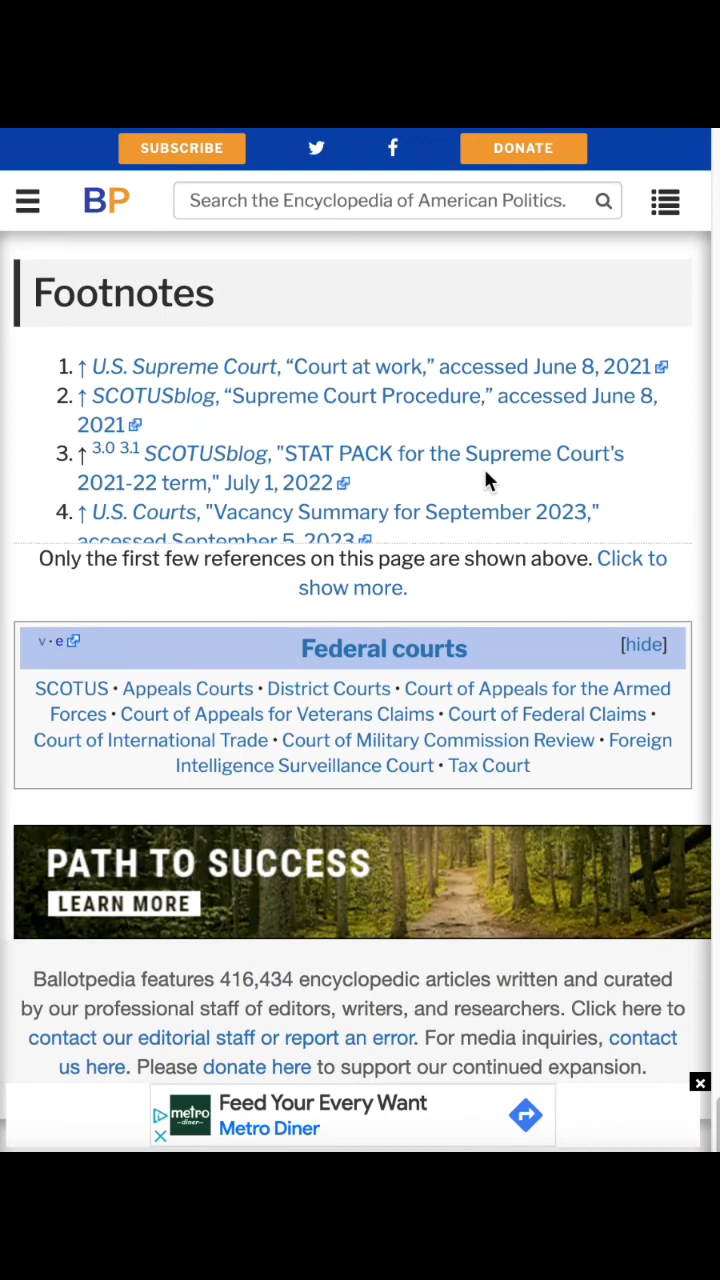 SUBSCRIBE DONATE
BP Search the Encyclopedia of American Politics.
Footnotes
1. ↑ U.S. Supreme Court, “Court at work,” accessed June 8, 2021
2. ↑ SCOTUSblog, “Supreme Court Procedure,” accessed June 8,
2021
3. ↑ 3.0 3.1 SCOTUSblog, "STAT PACK for the Supreme Court's
2021-22 term," July 1, 2022
4. ↑ U.S. Courts, "Vacancy Summary for September 2023,"
accessed September 5, 2023
Only the first few references on this page are shown above. Click to
show more.
v • e Federal courts [hide]
SCOTUS • Appeals Courts • District Courts • Court of Appeals for the Armed
Forces • Court of Appeals for Veterans Claims • Court of Federal Claims •
Court of International Trade • Court of Military Commission Review • Foreign
Intelligence Surveillance Court • Tax Court
PATH TO SUCCESS
LEARN MORE
Ballotpedia features 416,434 encyclopedic articles written and curated
by our professional staff of editors, writers, and researchers. Click here to
contact our editorial staff or report an error. For media inquiries, contact
us here. Please donate here to support our continued expansion.
metro
diner
Feed Your Every Want
Metro Diner